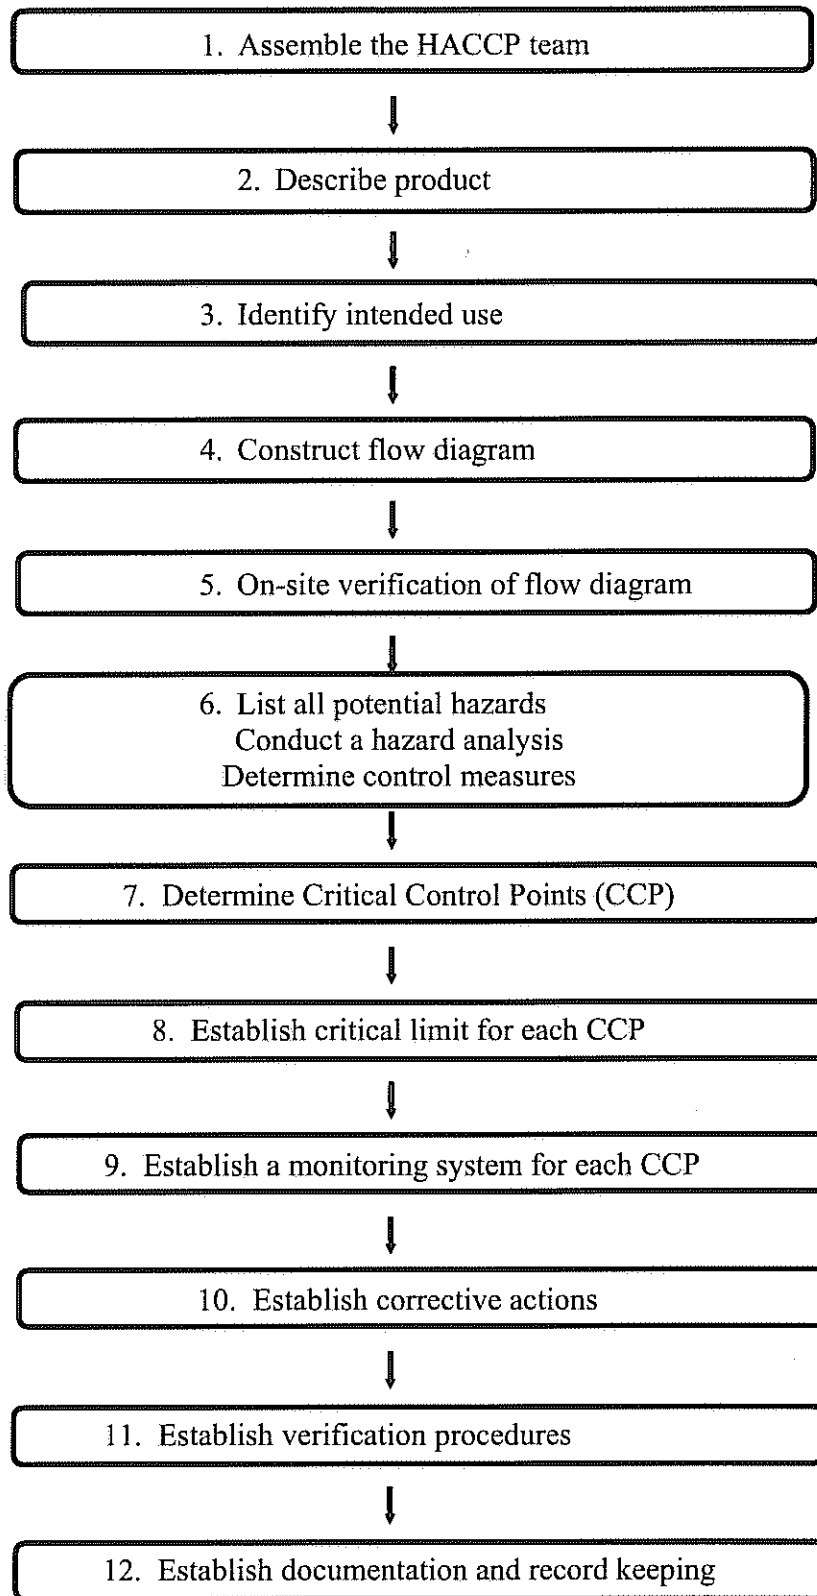 1. Assemble the HACCP team
2. Describe product
3. Identify intended use
4. Construct flow diagram
5. On-site verification of flow diagram
6. List all potential hazards
Conduct a hazard analysis
Determine control measures
7. Determine Critical Control Points (CCP)
8. Establish critical limit for each CCP
9. Establish a monitoring system for each CCP
10. Establish corrective actions
11. Establish verification procedures
12. Establish documentation and record keeping